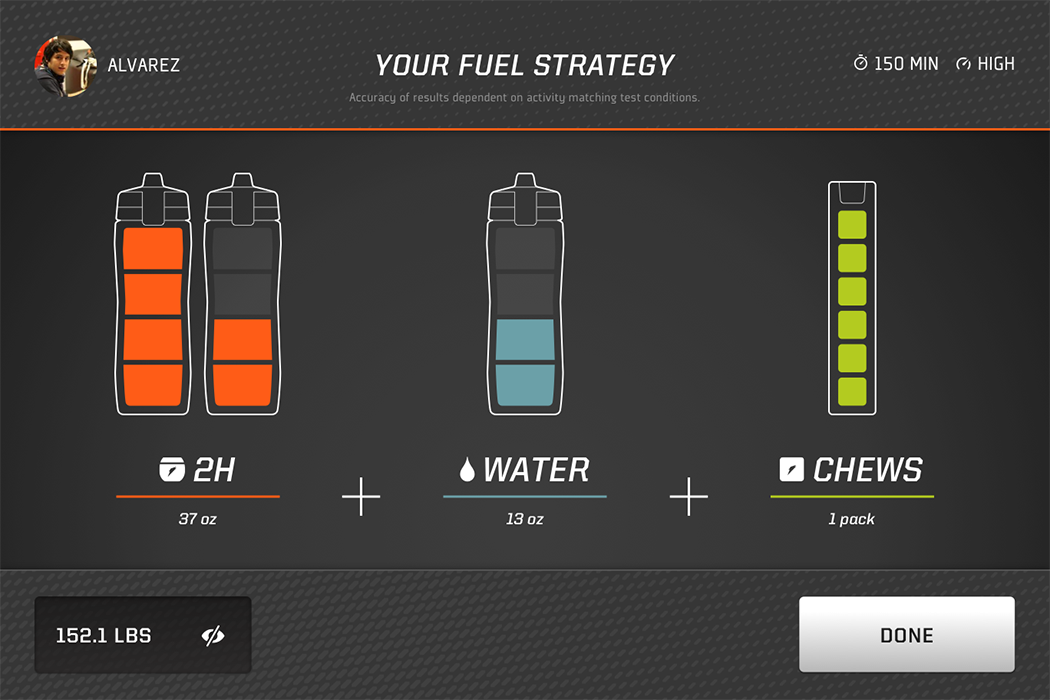 ALVAREZ
YOUR FUEL STRATEGY
Accuracy of results dependent on activity matching test conditions.
150 MIN HIGH
2H
37 oz
WATER
13 oz
CHEWS
1 pack
152.1 LBS
DONE